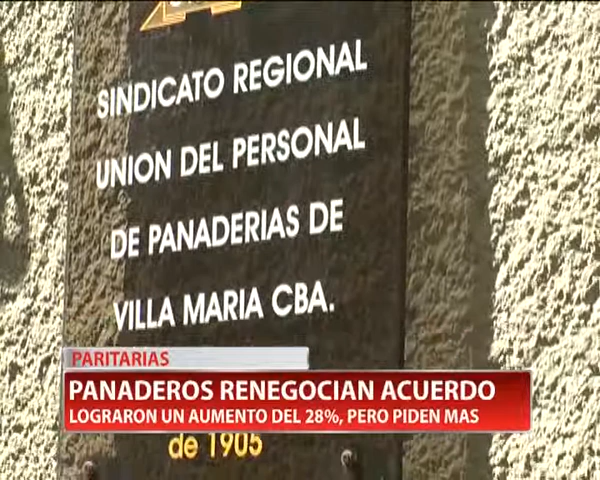 SINDICATO REGIONAL
UNION DEL PERSONAL
DE PANADERIAS DE
VILLA MARIA CBA.
PARITARIAS
PANADEROS RENEGOCIAN ACUERDO
LOGRARON UN AUMENTO DEL 28%, PERO PIDEN MAS
de 1905